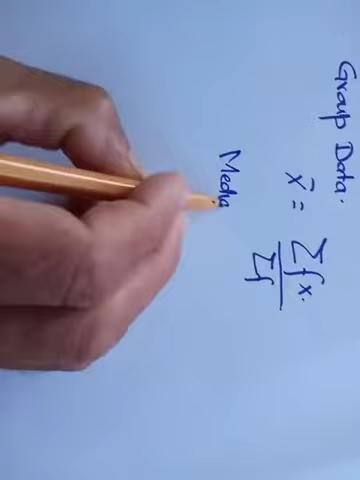 Group Data.
x̄ = Σfx. / Σf
Media